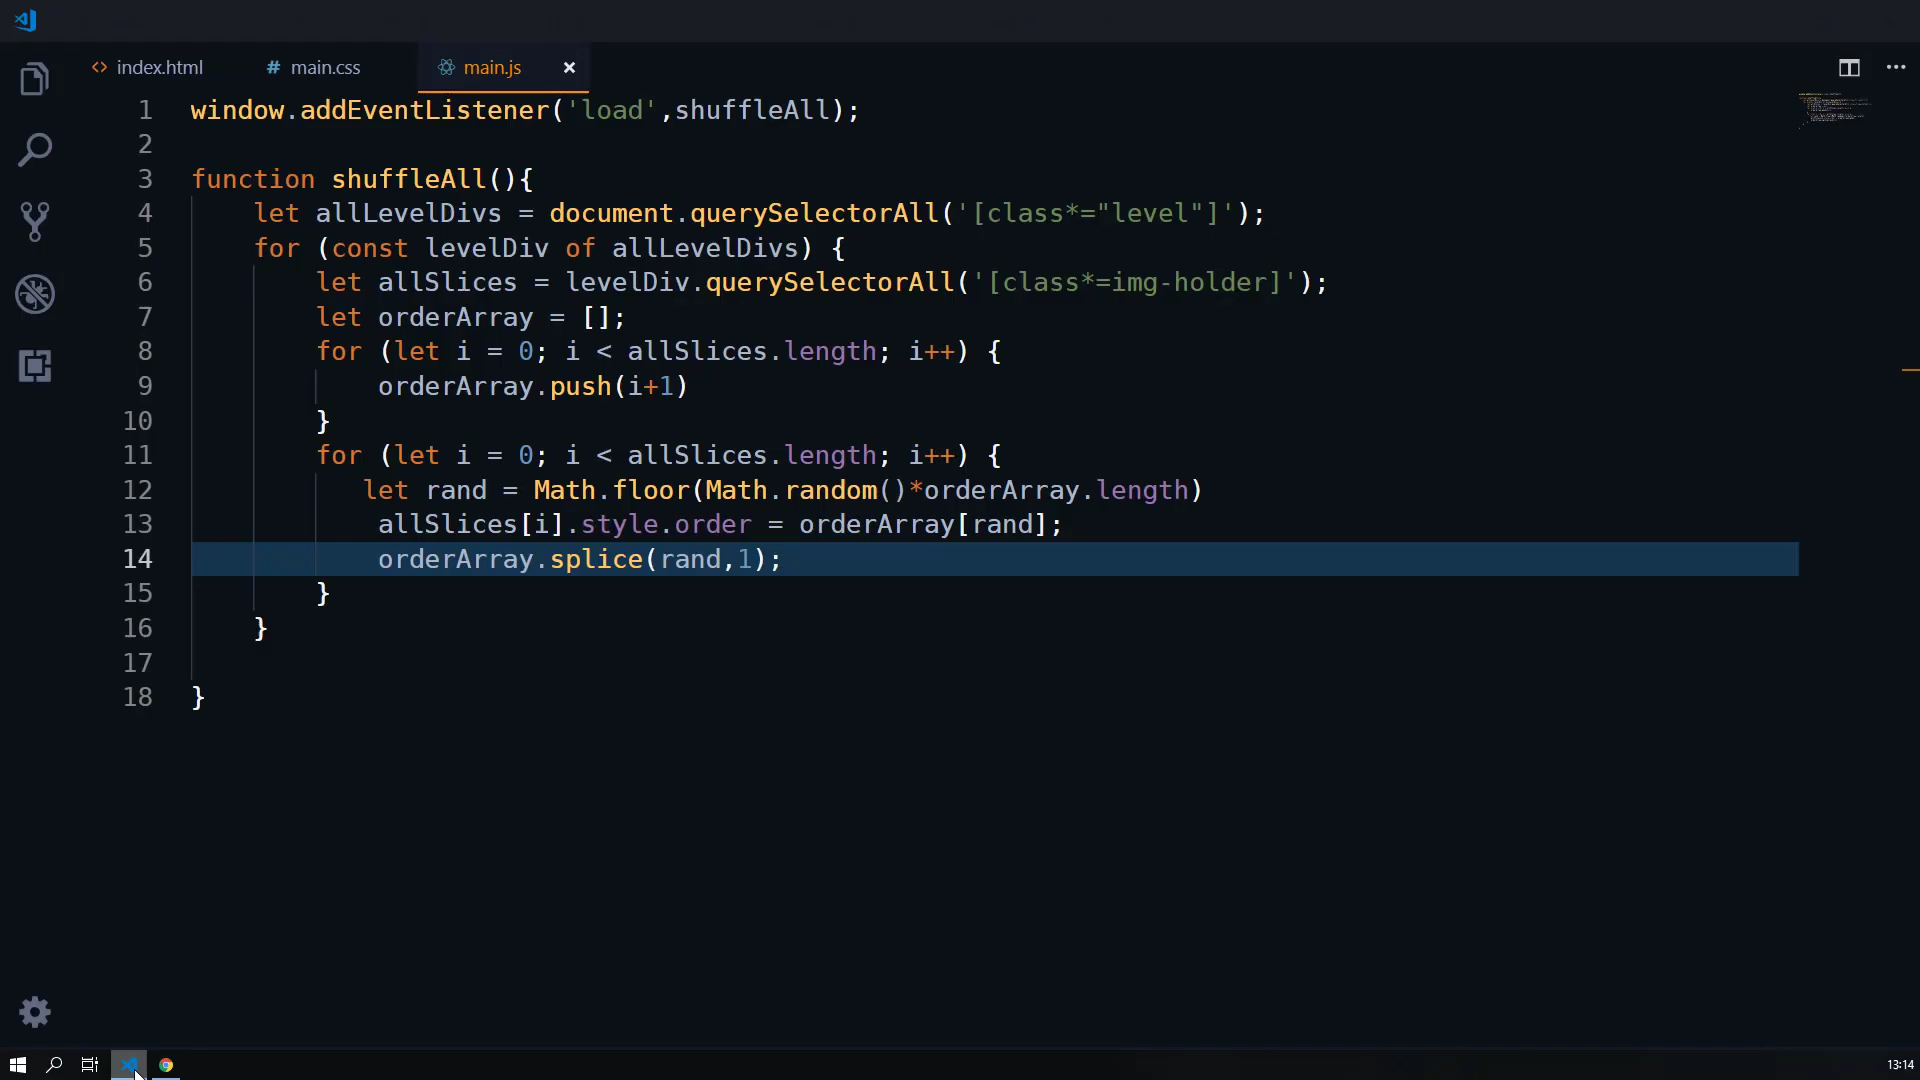 index.html
# main.css
main.js
1 window.addEventListener('load',shuffleAll);
2
3 function shuffleAll(){
4 let allLevelDivs = document.querySelectorAll('[class*="level"]');
5 for (const levelDiv of allLevelDivs) {
6 let allSlices = levelDiv.querySelectorAll('[class*=img-holder]');
7 let orderArray = [];
8 for (let i = 0; i < allSlices.length; i++) {
9 orderArray.push(i+1)
10 }
11 for (let i = 0; i < allSlices.length; i++) {
12 let rand = Math.floor(Math.random()*orderArray.length)
13 allSlices[i].style.order = orderArray[rand];
14 orderArray.splice(rand,1);
15 }
16 }
17
18 }
13:14